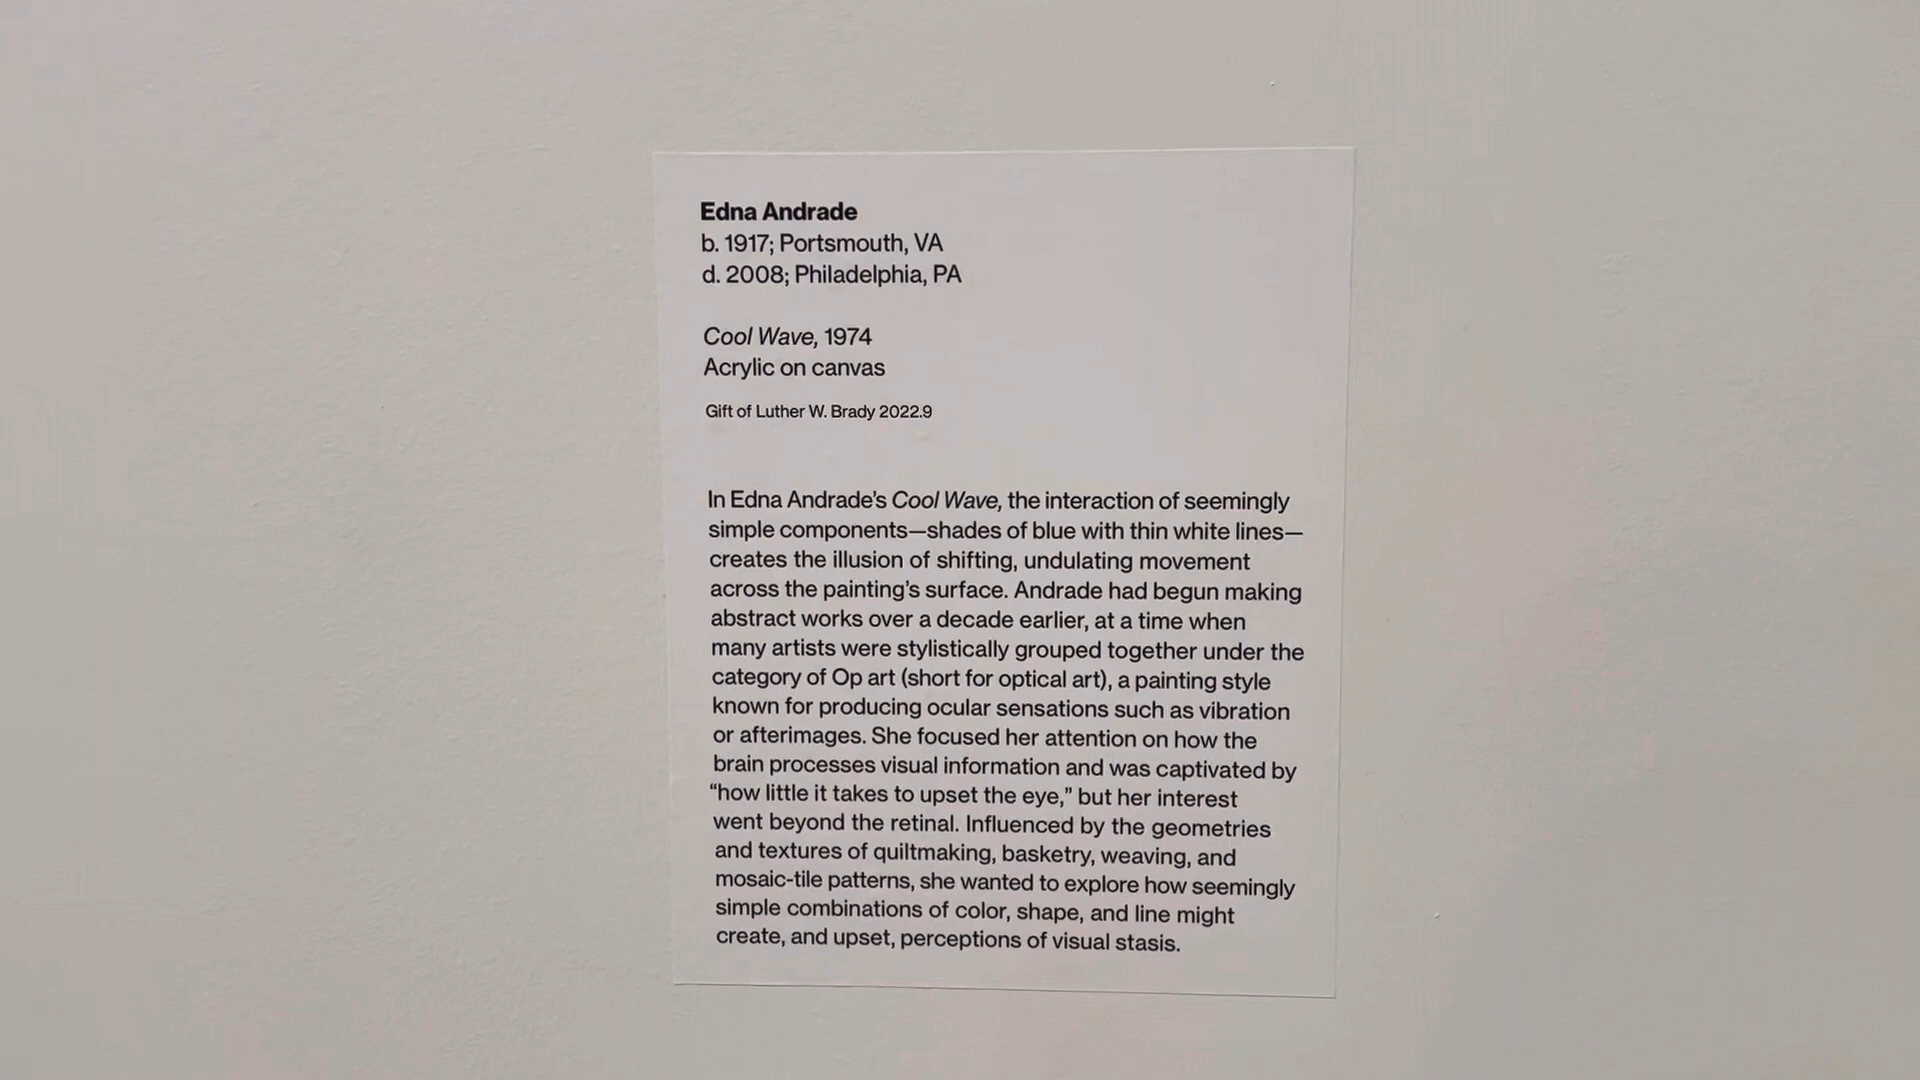 Edna Andrade
b. 1917; Portsmouth, VA
d. 2008; Philadelphia, PA
Cool Wave, 1974
Acrylic on canvas
Gift of Luther W. Brady 2022.9
In Edna Andrade’s Cool Wave, the interaction of seemingly
simple components—shades of blue with thin white lines—
creates the illusion of shifting, undulating movement
across the painting’s surface. Andrade had begun making
abstract works over a decade earlier, at a time when
many artists were stylistically grouped together under the
category of Op art (short for optical art), a painting style
known for producing ocular sensations such as vibration
or afterimages. She focused her attention on how the
brain processes visual information and was captivated by
“how little it takes to upset the eye,” but her interest
went beyond the retinal. Influenced by the geometries
and textures of quiltmaking, basketry, weaving, and
mosaic-tile patterns, she wanted to explore how seemingly
simple combinations of color, shape, and line might
create, and upset, perceptions of visual stasis.